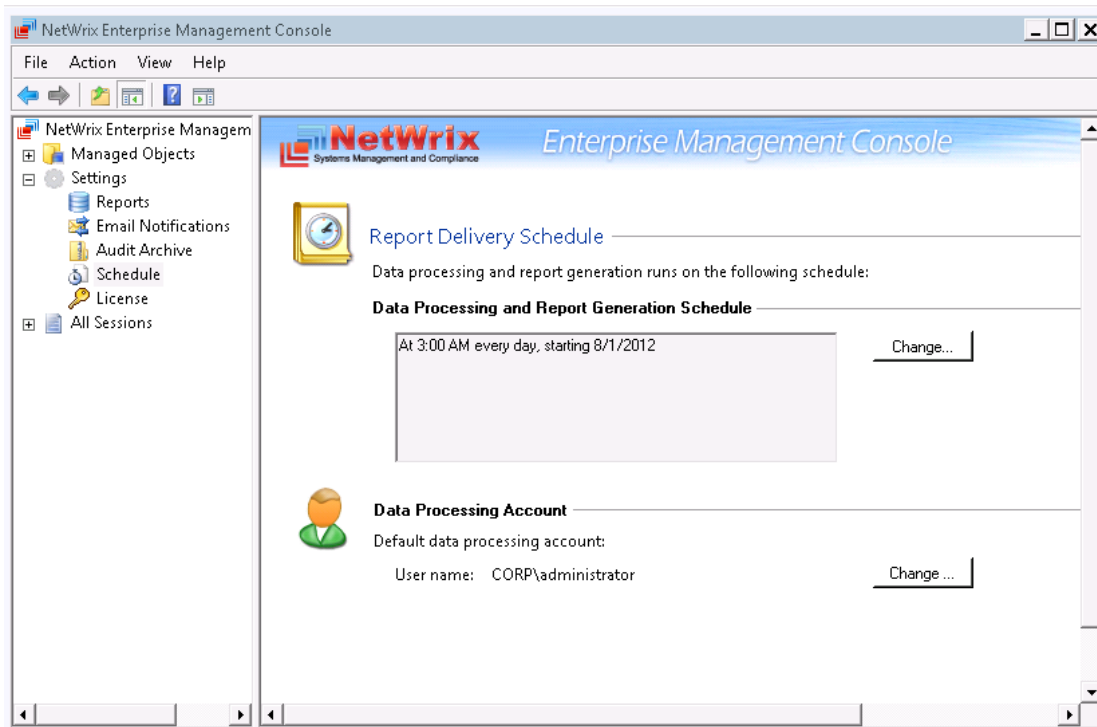 NetWrix Enterprise Management Console
File Action View Help
NetWrix Enterprise Managem
Managed Objects
Settings
Reports
Email Notifications
Audit Archive
Schedule
License
All Sessions
NetWrix
Systems Management and Compliance
Enterprise Management Console
Report Delivery Schedule
Data processing and report generation runs on the following schedule:
Data Processing and Report Generation Schedule
At 3:00 AM every day, starting 8/1/2012
Change...
Data Processing Account
Default data processing account:
User name: CORP\administrator
Change ...